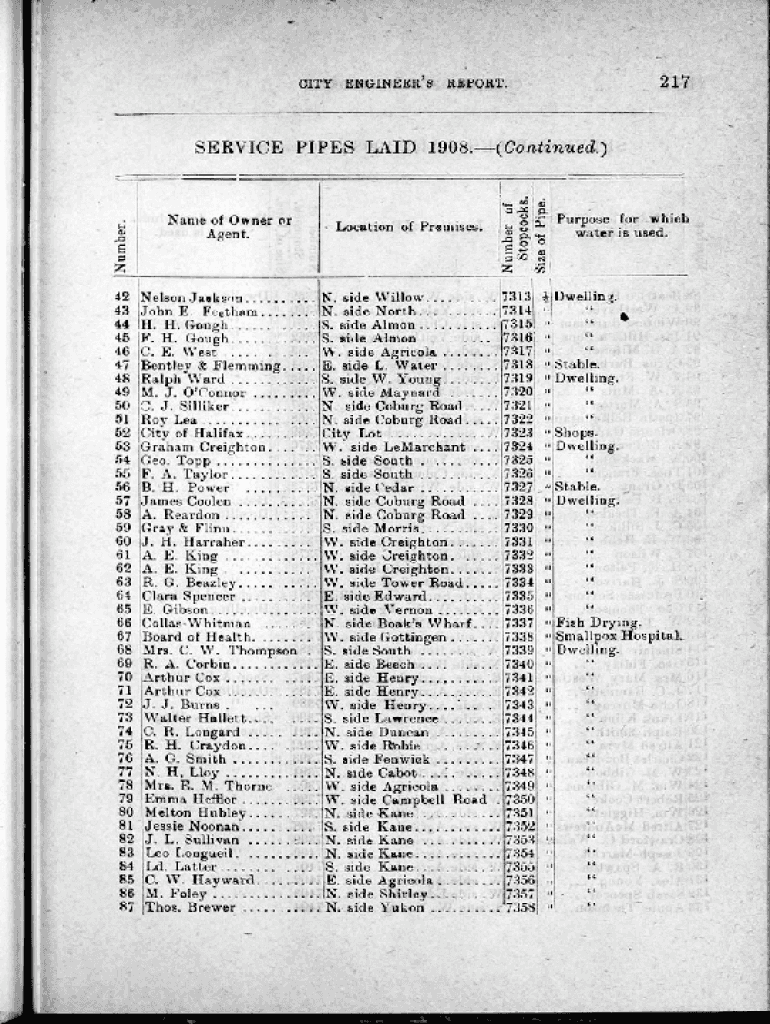 CITY ENGINEER'S REPORT. 217
SERVICE PIPES LAID 1908.—(Continued.)
Number. Name of Owner or Agent. Location of Premises. Number of Stopcocks. Size of Pipe. Purpose for which water is used.
42 Nelson Jackson.......... N. side Willow.......... 7313 Dwelling.
43 John E. Feetham....... N. side North........... 7314 " "
44 H. H. Gough........... S. side Almon .......... 7315 " "
45 F. H. Gough........... S. side Almon .......... 7316 " "
46 C. E. West ........... W. side Agricola ....... 7317 " "
47 Bentley & Flemming..... E. side L. Water ....... 7318 " Stable.
48 Ralph Ward ........... S. side W. Young ....... 7319 " Dwelling.
49 M. J. O'Connor ....... W. side Maynard ........ 7320 " "
50 C. J. Silliker ........ N. side Coburg Road .... 7321 " "
51 Roy Lea .............. N. side Coburg Road..... 7322 " "
52 City of Halifax........ City Lot ............... 7323 " Shops.
53 Graham Creighton....... W. side LeMarchant .... 7324 " Dwelling.
54 Geo. Topp ............ S. side South .......... 7325 " "
55 F. A. Taylor.......... S. side South .......... 7326 " "
56 B. H. Power .......... N. side Cedar .......... 7327 " Stable.
57 James Coolen ......... N. side Coburg Road .... 7328 " Dwelling.
58 A. Reardon ........... N. side Coburg Road .... 7329 " "
59 Gray & Flinn.......... S. side Morris.......... 7330 " "
60 J. H. Harraher........ W. side Creighton....... 7331 " "
61 A. E. King ........... W. side Creighton....... 7332 " "
62 A. E. King ........... W. side Creighton....... 7333 " "
63 R. G. Beazley......... W. side Tower Road..... 7334 " "
64 Clara Spencer ........ E. side Edward.......... 7335 " "
65 E. Gibson............ W. side Vernon ......... 7336 " "
66 Collas-Whitman ....... N. side Boak's Wharf... 7337 " Fish Drying.
67 Board of Health....... W. side Gottingen ...... 7338 " Smallpox Hospital.
68 Mrs. C. W. Thompson S. side South .......... 7339 " Dwelling.
69 R. A. Corbin.......... E. side Beech .......... 7340 " "
70 Arthur Cox ........... E. side Henry........... 7341 " "
71 Arthur Cox ........... E. side Henry........... 7342 " "
72 J. J. Burns .......... W. side Henry........... 7343 " "
73 Walter Hallett........ S. side Lawrence ....... 7344 " "
74 C. R. Longard ........ N. side Duncan ......... 7345 " "
75 R. H. Craydon......... W. side Robie .......... 7346 " "
76 A. G. Smith .......... S. side Fenwick ........ 7347 " "
77 N. H. Lloy ........... N. side Cabot........... 7348 " "
78 Mrs. R. M. Thorne .... W. side Agricola ....... 7349 " "
79 Emma Heffler ......... W. side Campbell Road . 7350 " "
80 Melton Hubley......... N. side Kane ........... 7351 " "
81 Jessie Noonan......... S. side Kane............ 7352 " "
82 J. L. Sullivan ....... N. side Kane ........... 7353 " "
83 Leo Longueil.......... N. side Kane............ 7354 " "
84 Ld. Latter ........... S. side Kane............ 7355 " "
85 C. W. Hayward......... E. side Agricola........ 7356 " "
86 M. Foley ............. N. side Shirley......... 7357 " "
87 Thos. Brewer ......... N. side Yukon .......... 7358 " "